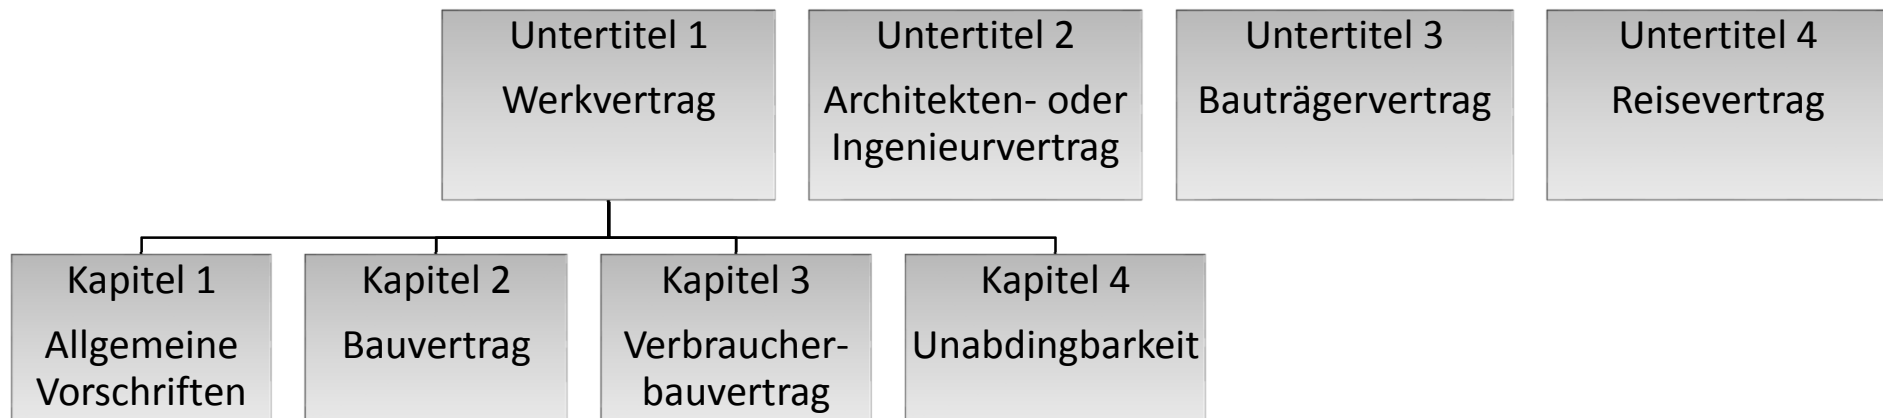 Untertitel 1
Werkvertrag
Untertitel 2
Architekten- oder
Ingenieurvertrag
Untertitel 3
Bauträgervertrag
Untertitel 4
Reisevertrag
Kapitel 1
Allgemeine
Vorschriften
Kapitel 2
Bauvertrag
Kapitel 3
Verbraucher-
bauvertrag
Kapitel 4
Unabdingbarkeit